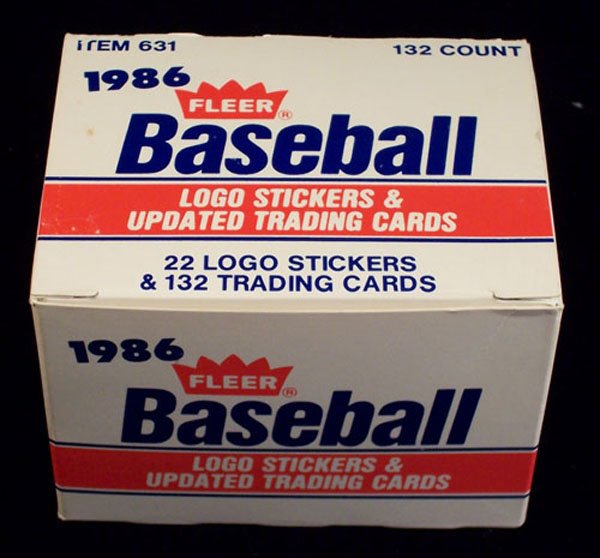 ITEM 631 132 COUNT
1986
FLEER®
Baseball
LOGO STICKERS &
UPDATED TRADING CARDS
22 LOGO STICKERS
& 132 TRADING CARDS
1986
FLEER®
Baseball
LOGO STICKERS &
UPDATED TRADING CARDS